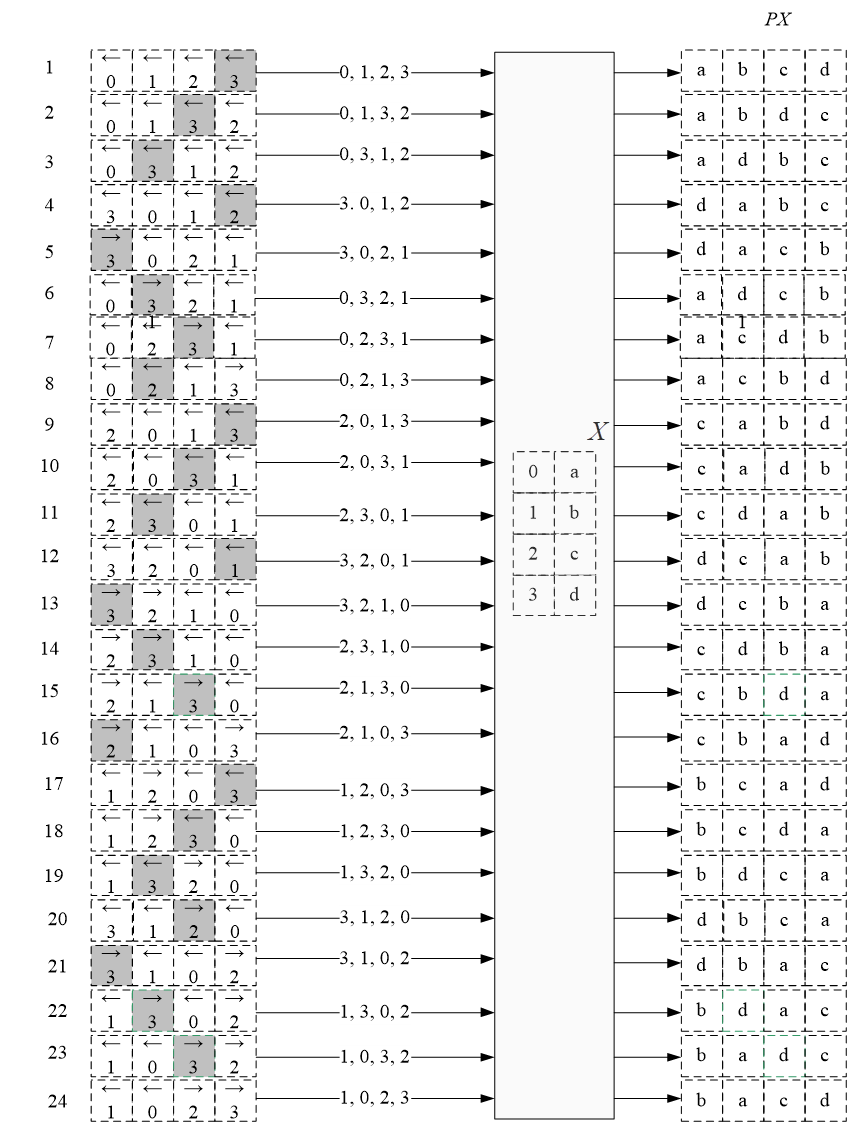 PX
1 ← 0 ← 1 ← 2 ← 3 0, 1, 2, 3 a b c d
2 ← 0 ← 1 ← 3 ← 2 0, 1, 3, 2 a b d c
3 ← 0 ← 3 ← 1 ← 2 0, 3, 1, 2 a d b c
4 ← 3 ← 0 ← 1 ← 2 3. 0, 1, 2 d a b c
5 → 3 ← 0 ← 2 ← 1 3, 0, 2, 1 d a c b
6 ← 0 → 3 ← 2 ← 1 0, 3, 2, 1 a d c b
1 1
7 ← 0 ← 2 → 3 ← 1 0, 2, 3, 1 a c d b
8 ← 0 ← 2 ← 1 → 3 0, 2, 1, 3 a c b d
9 ← 2 ← 0 ← 1 ← 3 2, 0, 1, 3 c a b d
X
10 ← 2 ← 0 ← 3 ← 1 2, 0, 3, 1 0 a c a d b
11 ← 2 ← 3 ← 0 ← 1 2, 3, 0, 1 1 b c d a b
12 ← 3 ← 2 ← 0 ← 1 3, 2, 0, 1 2 c d c a b
13 → 3 → 2 ← 1 ← 0 3, 2, 1, 0 3 d d c b a
14 → 2 → 3 ← 1 ← 0 2, 3, 1, 0 c d b a
15 → 2 ← 1 → 3 ← 0 2, 1, 3, 0 c b d a
16 → 2 ← 1 ← 0 → 3 2, 1, 0, 3 c b a d
17 ← 1 → 2 ← 0 ← 3 1, 2, 0, 3 b c a d
18 ← 1 → 2 ← 3 ← 0 1, 2, 3, 0 b c d a
19 ← 1 ← 3 → 2 ← 0 1, 3, 2, 0 b d c a
20 ← 3 ← 1 → 2 ← 0 3, 1, 2, 0 d b c a
21 → 3 ← 1 ← 0 → 2 3, 1, 0, 2 d b a c
22 ← 1 → 3 ← 0 → 2 1, 3, 0, 2 b d a c
23 ← 1 ← 0 → 3 → 2 1, 0, 3, 2 b a d c
24 ← 1 ← 0 → 2 → 3 1, 0, 2, 3 b a c d